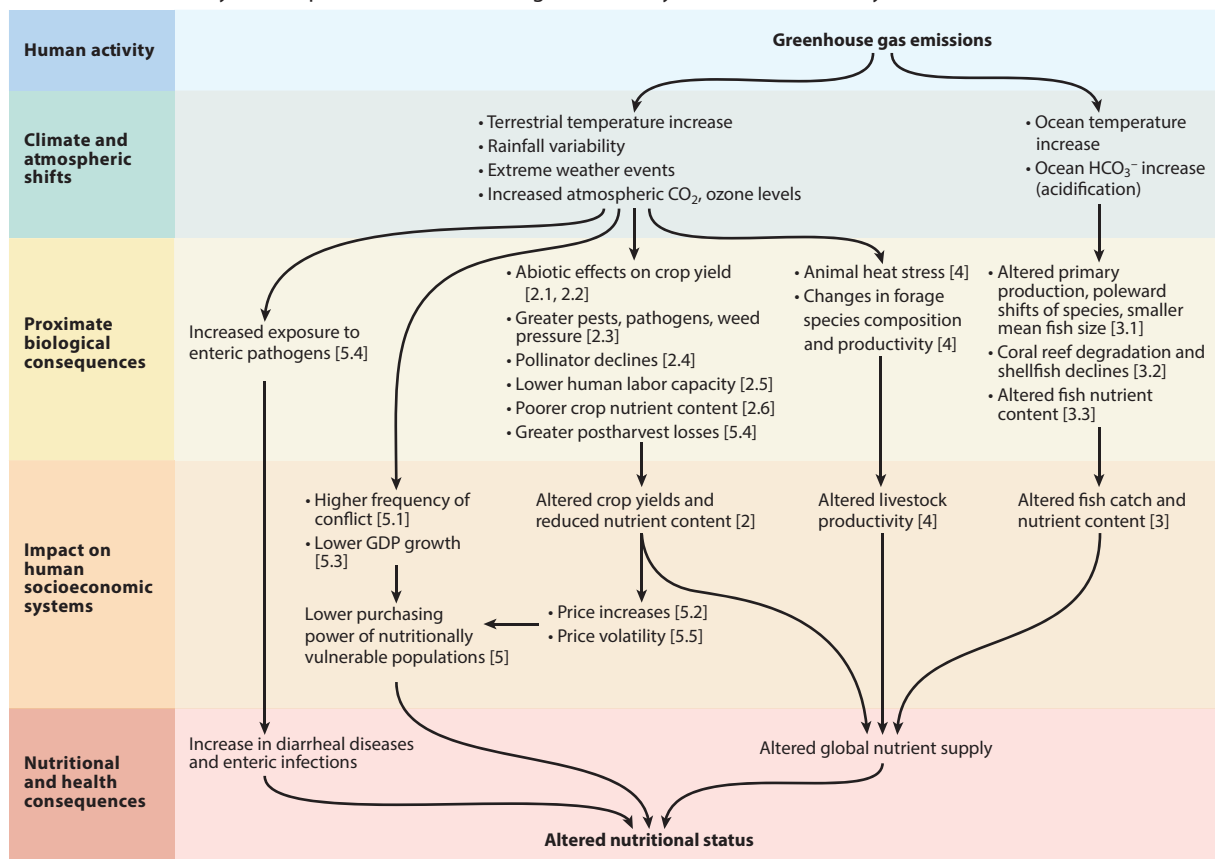 Human activity
Greenhouse gas emissions
Climate and
atmospheric
shifts
• Terrestrial temperature increase
• Rainfall variability
• Extreme weather events
• Increased atmospheric CO₂, ozone levels
• Ocean temperature
increase
• Ocean HCO₃⁻ increase
(acidification)
Proximate
biological
consequences
Increased exposure to
enteric pathogens [5.4]
• Abiotic effects on crop yield
[2.1, 2.2]
• Greater pests, pathogens, weed
pressure [2.3]
• Pollinator declines [2.4]
• Lower human labor capacity [2.5]
• Poorer crop nutrient content [2.6]
• Greater postharvest losses [5.4]
• Animal heat stress [4]
• Changes in forage
species composition
and productivity [4]
• Altered primary
production, poleward
shifts of species, smaller
mean fish size [3.1]
• Coral reef degradation and
shellfish declines [3.2]
• Altered fish nutrient
content [3.3]
Impact on
human
socioeconomic
systems
• Higher frequency of
conflict [5.1]
• Lower GDP growth
[5.3]
Altered crop yields and
reduced nutrient content [2]
Altered livestock
productivity [4]
Altered fish catch and
nutrient content [3]
Lower purchasing
power of nutritionally
vulnerable populations [5]
• Price increases [5.2]
• Price volatility [5.5]
Nutritional
and health
consequences
Increase in diarrheal diseases
and enteric infections
Altered global nutrient supply
Altered nutritional status